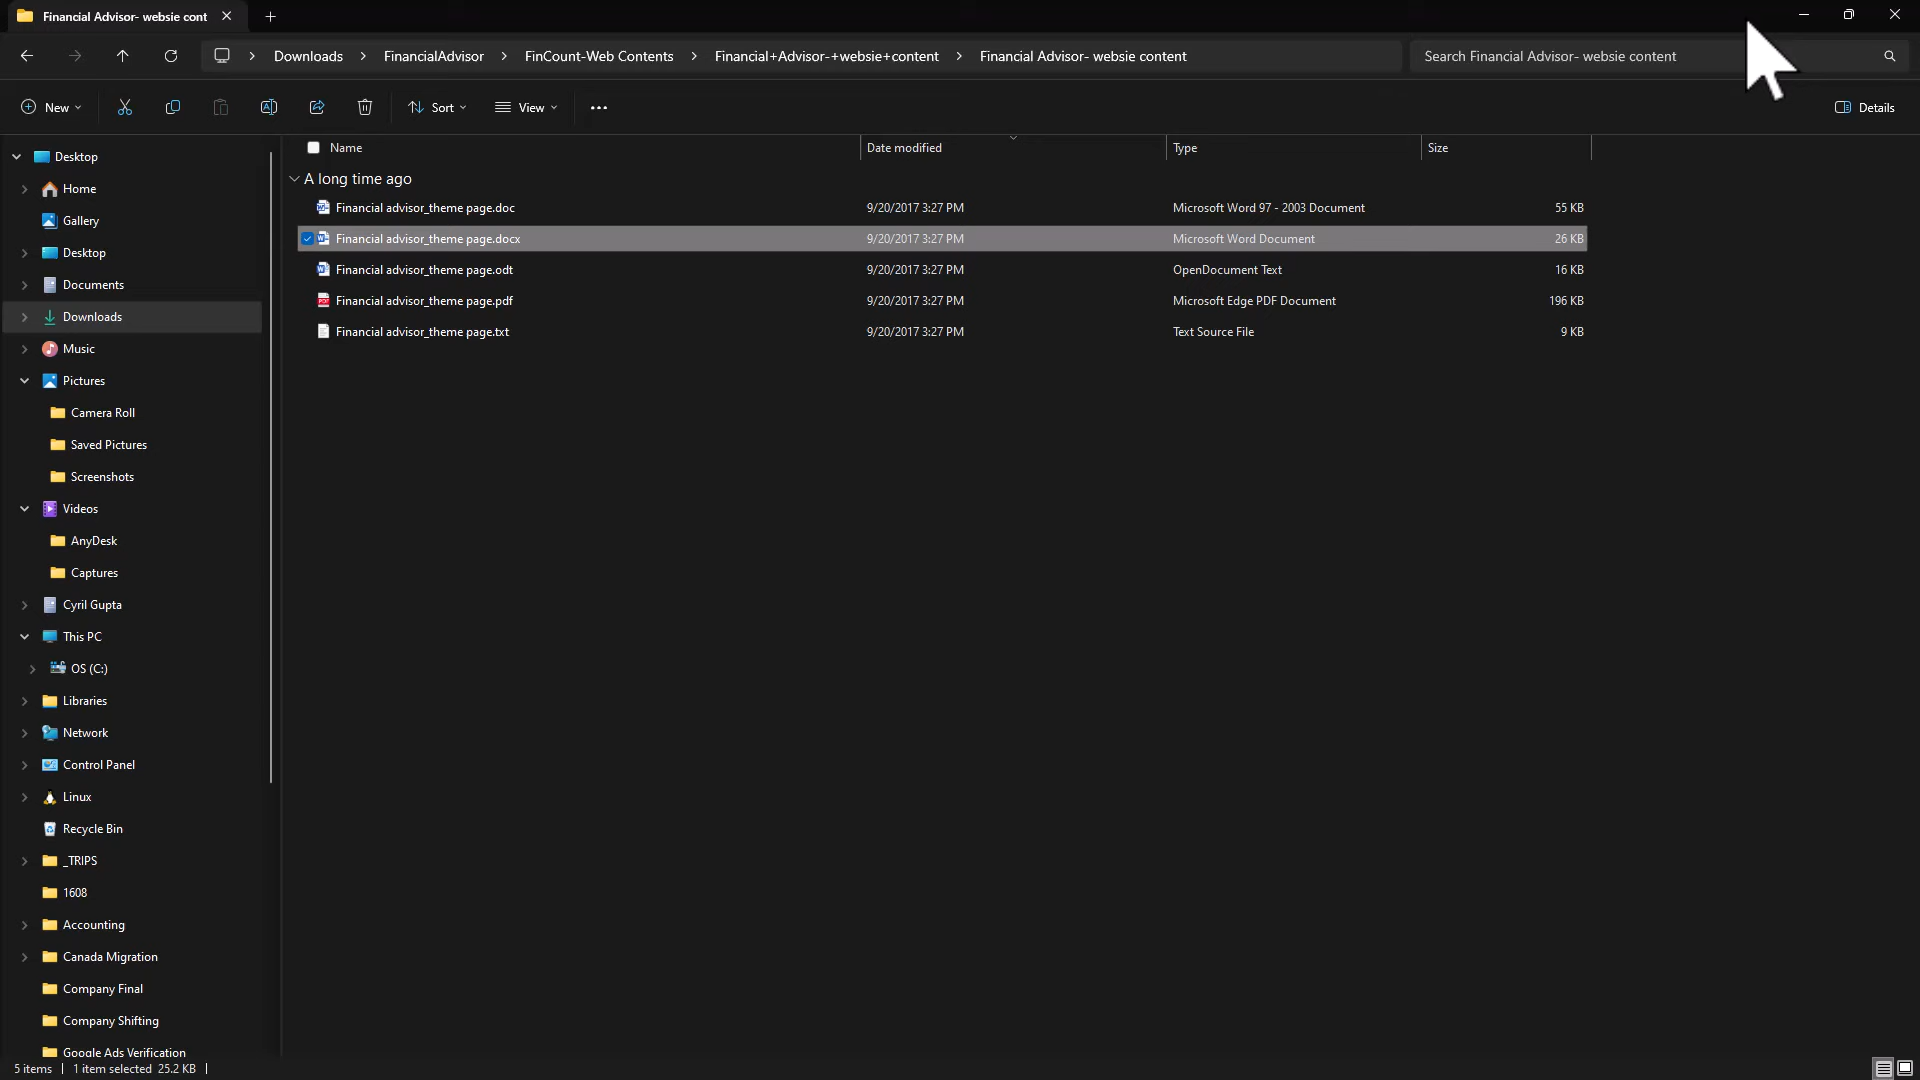 Financial Advisor- websie cont
Downloads FinancialAdvisor FinCount-Web Contents Financial+Advisor-+websie+content Financial Advisor- websie content Search Financial Advisor- websie content
New Sort View Details
Name Date modified Type Size
A long time ago
Financial advisor_theme page.doc 9/20/2017 3:27 PM Microsoft Word 97 - 2003 Document 55 KB
Financial advisor_theme page.docx 9/20/2017 3:27 PM Microsoft Word Document 26 KB
Financial advisor_theme page.odt 9/20/2017 3:27 PM OpenDocument Text 16 KB
Financial advisor_theme page.pdf 9/20/2017 3:27 PM Microsoft Edge PDF Document 196 KB
Financial advisor_theme page.txt 9/20/2017 3:27 PM Text Source File 9 KB
Desktop
Home
Gallery
Desktop
Documents
Downloads
Music
Pictures
Camera Roll
Saved Pictures
Screenshots
Videos
AnyDesk
Captures
Cyril Gupta
This PC
OS (C:)
Libraries
Network
Control Panel
Linux
Recycle Bin
_TRIPS
1608
Accounting
Canada Migration
Company Final
Company Shifting
Google Ads Verification
5 items 1 item selected 25.2 KB